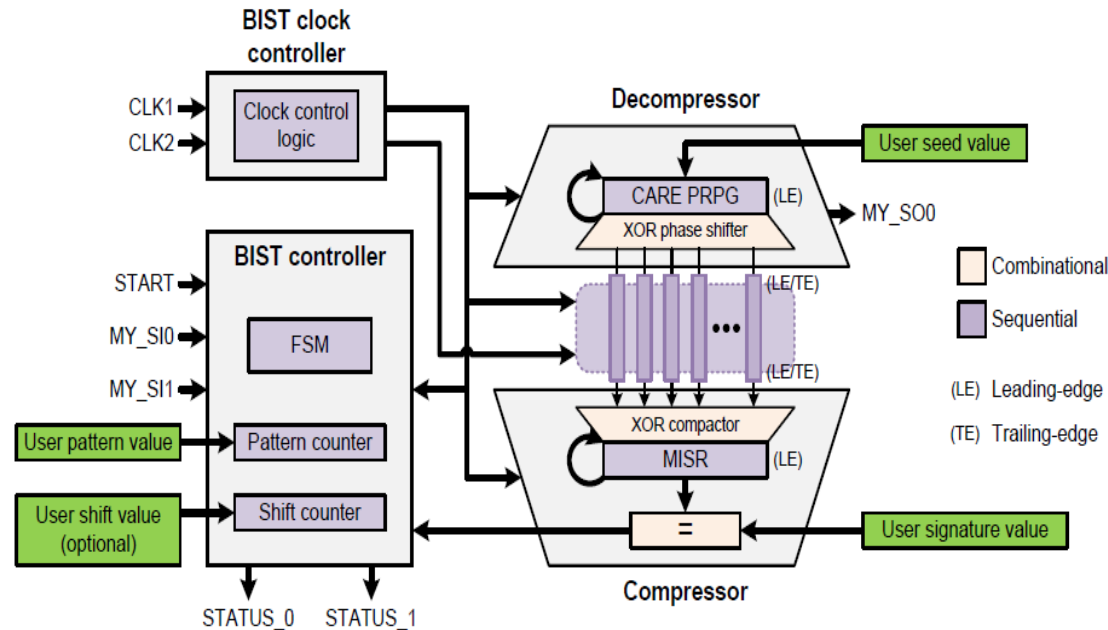 BIST clock
controller
CLK1
CLK2
Clock control
logic
Decompressor
User seed value
CARE PRPG
(LE)
XOR phase shifter
MY_SO0
BIST controller
START
MY_SI0
MY_SI1
FSM
User pattern value
Pattern counter
User shift value
(optional)
Shift counter
STATUS_0
STATUS_1
(LE/TE)
(LE/TE)
XOR compactor
MISR
(LE)
=
User signature value
Compressor
Combinational
Sequential
(LE) Leading-edge
(TE) Trailing-edge